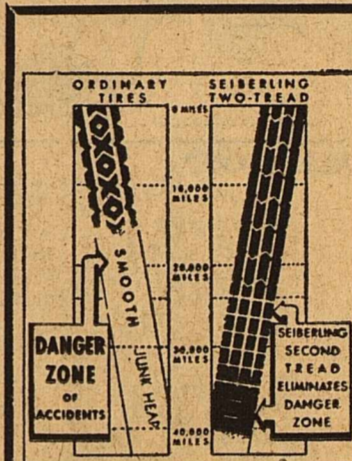 ORDINARY
TIRES
SEIBERLING
TWO-TREAD
0 MILES
10,000
MILES
20,000
MILES
30,000
MILES
40,000
MILES
SMOOTH
JUNK HEAP
DANGER
ZONE
OF
ACCIDENTS
SEIBERLING
SECOND
TREAD
ELIMINATES
DANGER
ZONE